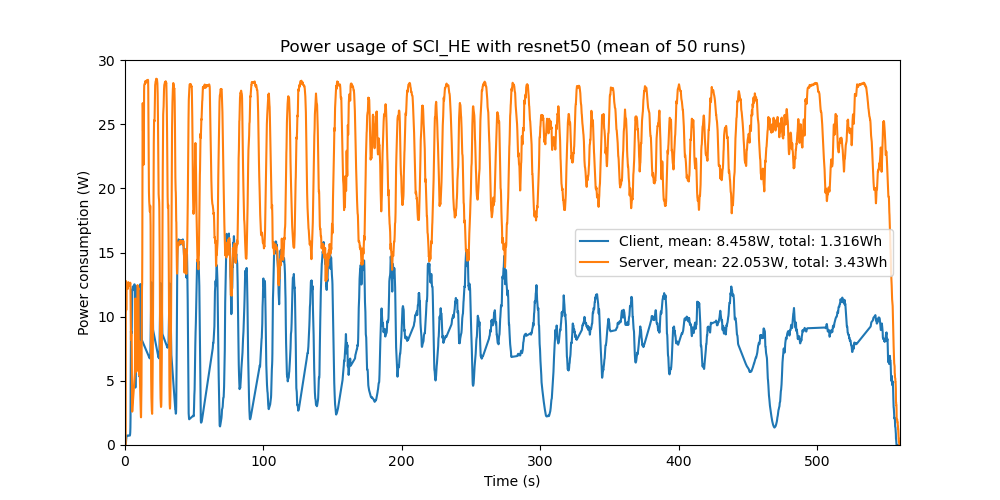 Power usage of SCI_HE with resnet50 (mean of 50 runs)
30
25
20
15
10
5
0
Power consumption (W)
Client, mean: 8.458W, total: 1.316Wh
Server, mean: 22.053W, total: 3.43Wh
0 100 200 300 400 500
Time (s)